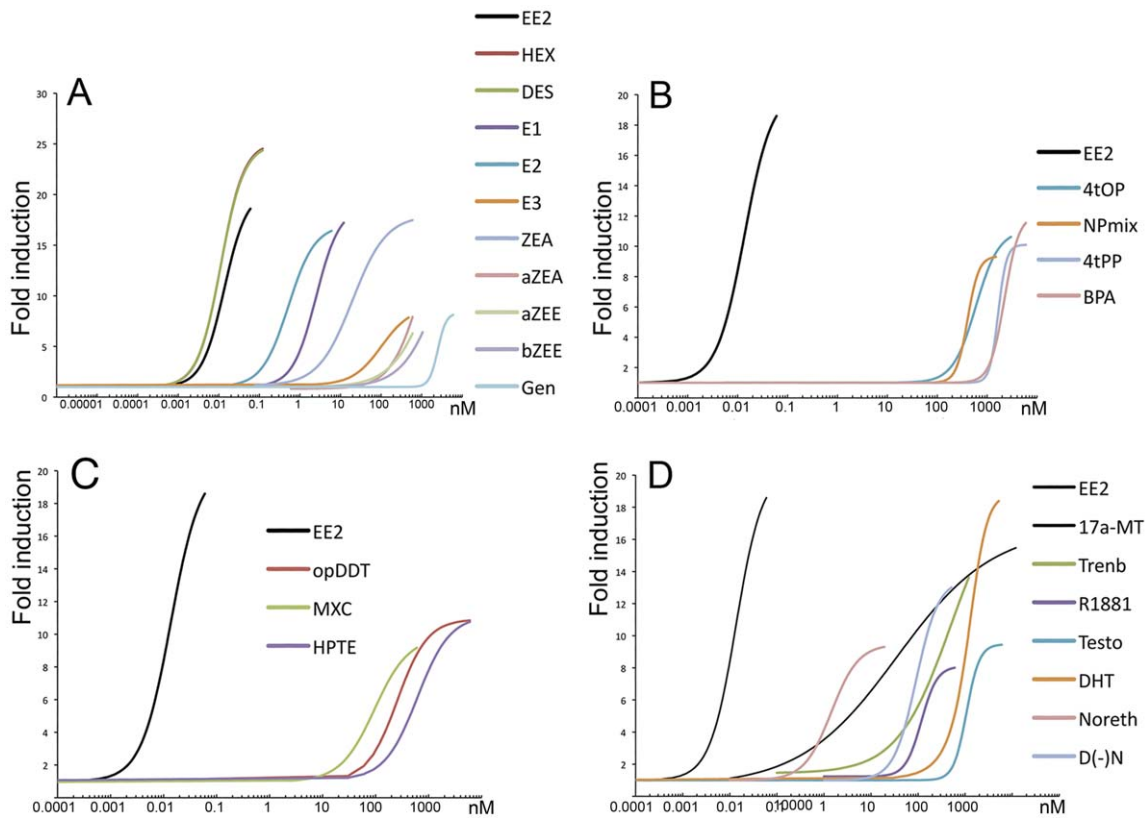 A
Fold induction
30
25
20
15
10
5
0
0.00001 0.0001 0.001 0.01 0.1 1 10 100 1000 nM
EE2
HEX
DES
E1
E2
E3
ZEA
aZEA
aZEE
bZEE
Gen
B
Fold induction
20
18
16
14
12
10
8
6
4
2
0.0001 0.001 0.01 0.1 1 10 100 1000 nM
EE2
4tOP
NPmix
4tPP
BPA
C
Fold induction
20
18
16
14
12
10
8
6
4
2
0.0001 0.001 0.01 0.1 1 10 100 1000 nM
EE2
opDDT
MXC
HPTE
D
Fold induction
20
18
16
14
12
10
8
6
4
2
0.0001 0.001 0.01 0.1 10000 1 10 100 1000 nM
EE2
17a-MT
Trenb
R1881
Testo
DHT
Noreth
D(-)N